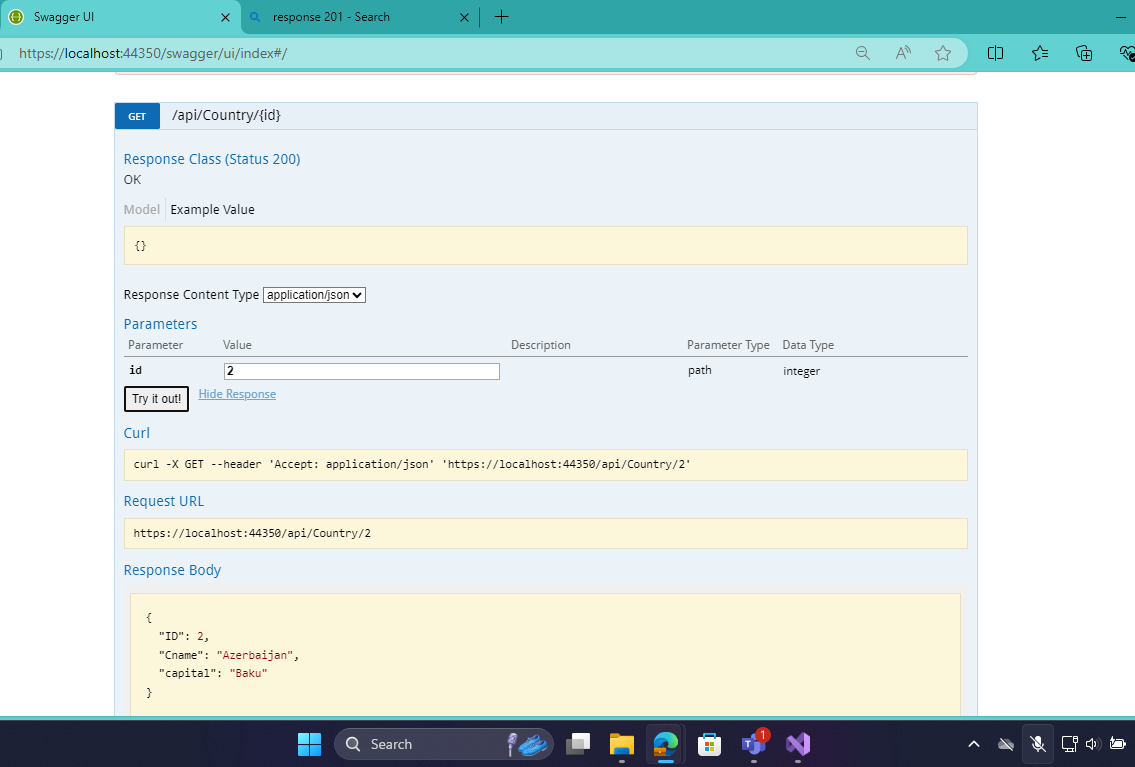 Swagger UI
response 201 - Search
https://localhost:44350/swagger/ui/index#/
GET /api/Country/{id}
Response Class (Status 200)
OK
Model Example Value
{}
Response Content Type application/json
Parameters
Parameter Value Description Parameter Type Data Type
id 2 path integer
Try it out! Hide Response
Curl
curl -X GET --header 'Accept: application/json' 'https://localhost:44350/api/Country/2'
Request URL
https://localhost:44350/api/Country/2
Response Body
{
"ID": 2,
"Cname": "Azerbaijan",
"capital": "Baku"
}
Search
1